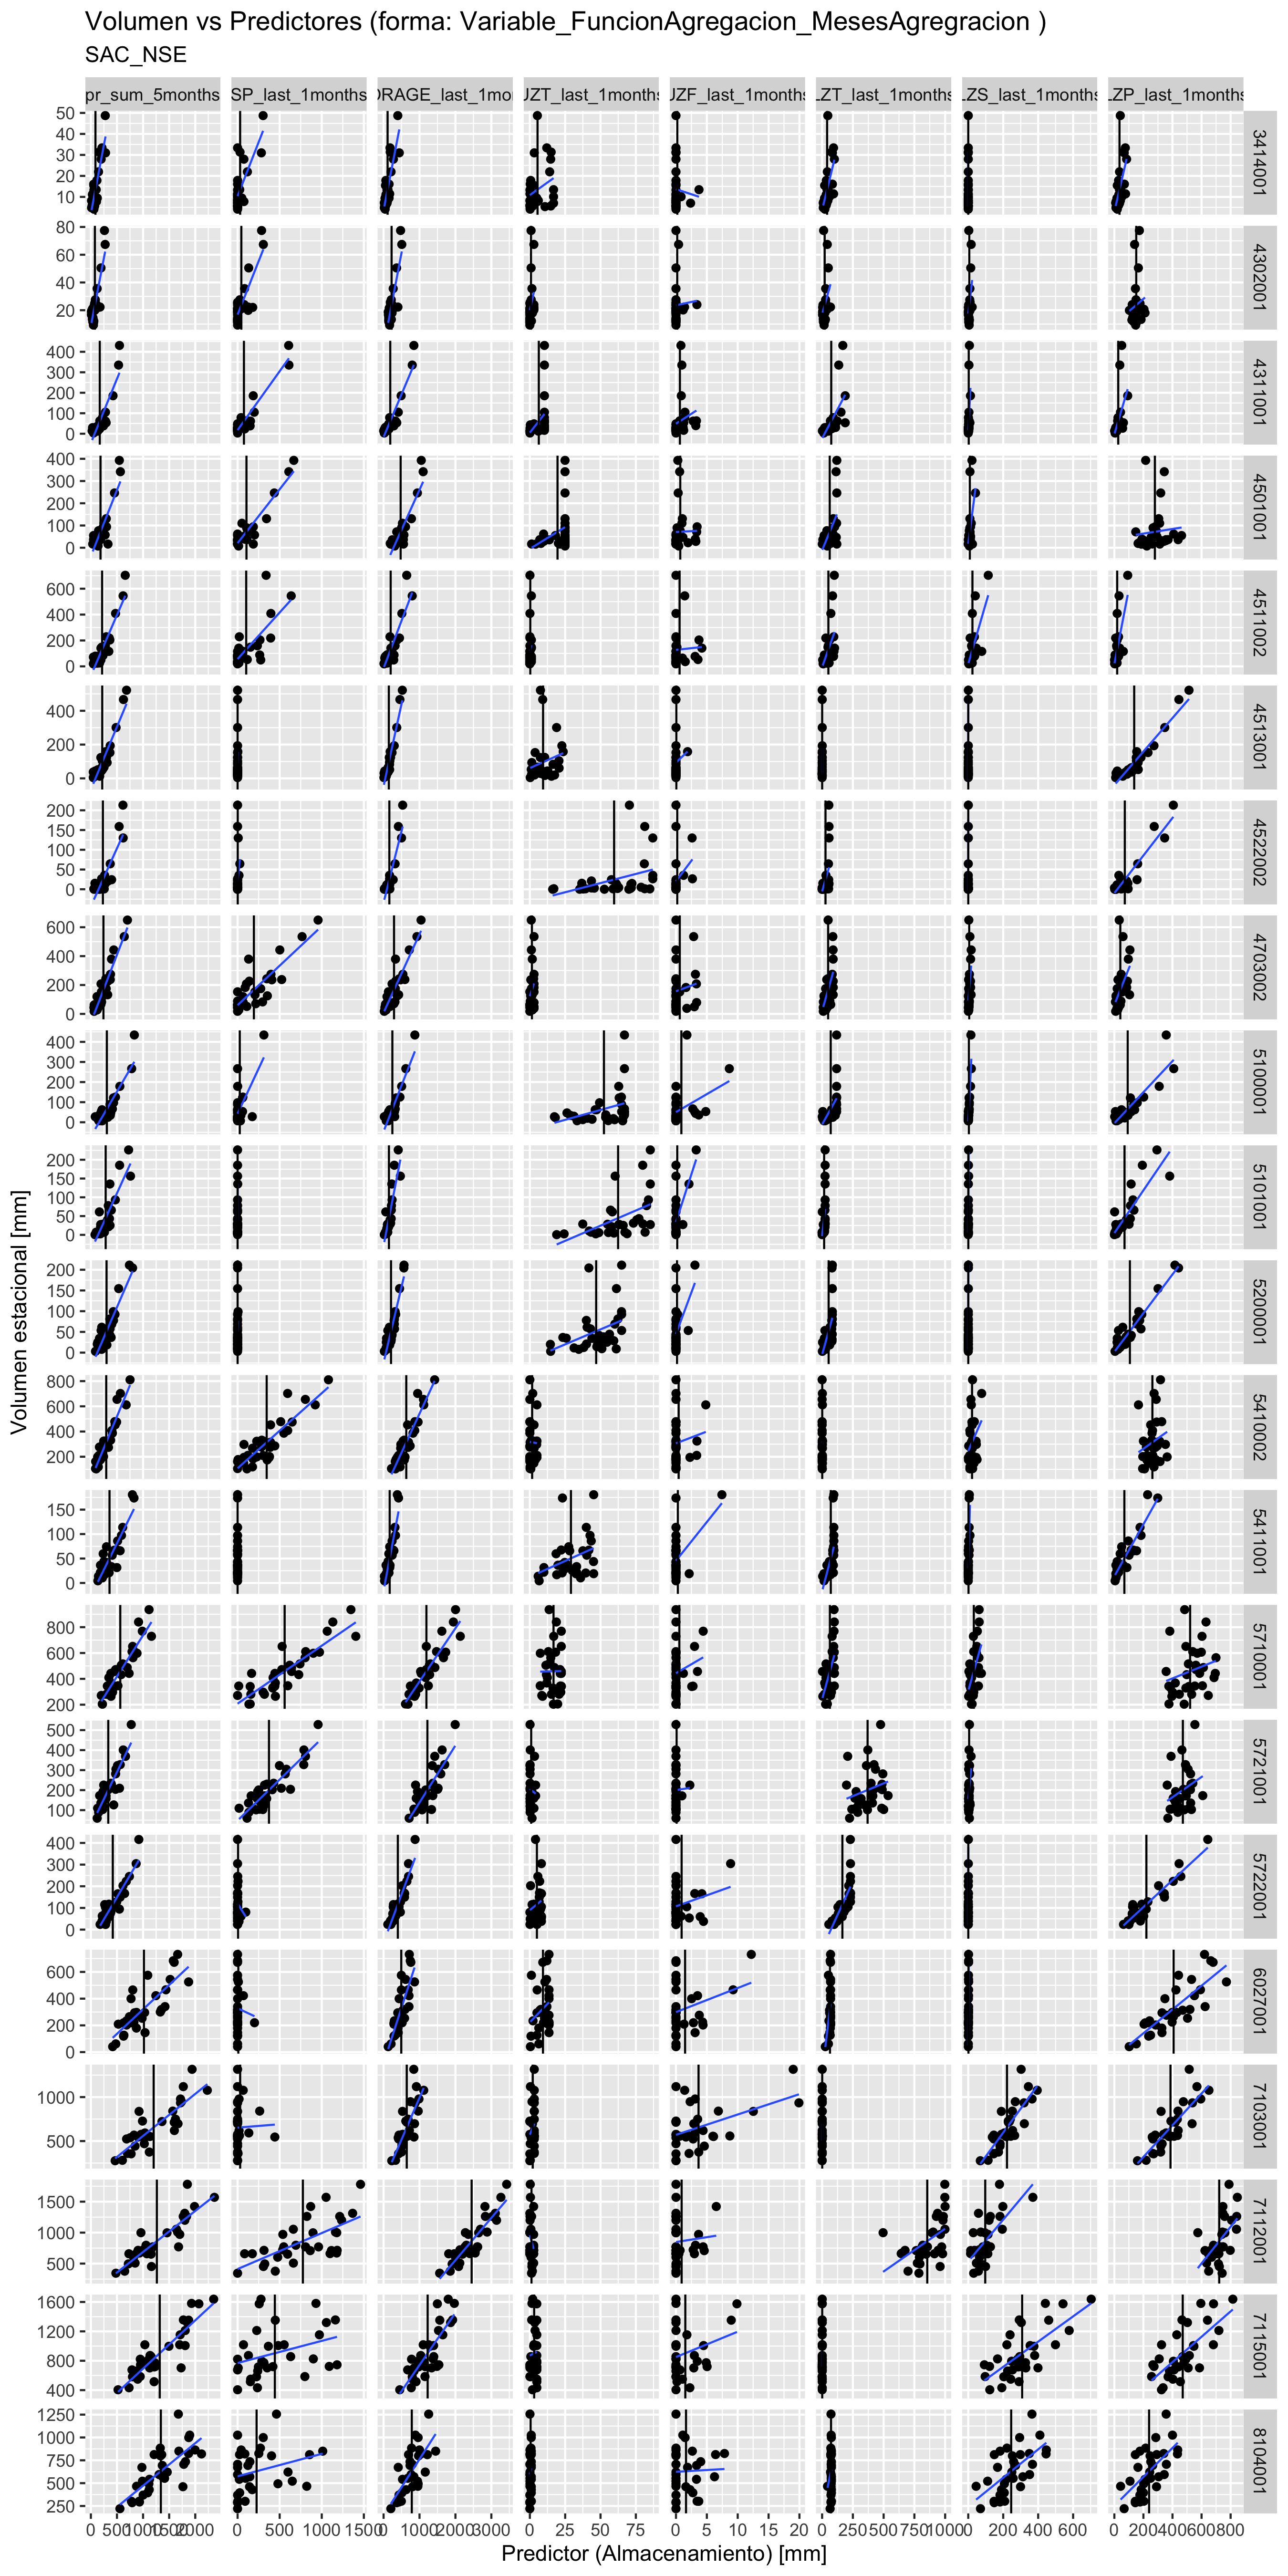 Volumen vs Predictores (forma: Variable_FuncionAgregacion_MesesAgregracion )
SAC_NSE
pr_sum_5months SP_last_1months ORAGE_last_1mon UZT_last_1months UZF_last_1months LZT_last_1months LZS_last_1months LZP_last_1months
50 40 30 20 10 3414001
80 60 40 20 4302001
400 300 200 100 0 4311001
400 300 200 100 0 4501001
600 400 200 0 4511002
400 200 0 4513001
200 150 100 50 0 4522002
600 400 200 0 4703002
400 300 200 100 0 5100001
200 150 100 50 0 5101001
200 150 100 50 0 5200001
800 600 400 200 5410002
150 100 50 0 5411001
800 600 400 200 5710001
500 400 300 200 100 5721001
400 300 200 100 0 5722001
600 400 200 0 6027001
1000 500 7103001
1500 1000 500 7112001
1600 1200 800 400 7115001
1250 1000 750 500 250 8104001
0 500 1000 1500 2000 0 500 1000 1500 0 1000 2000 3000 0 25 50 75 0 5 10 15 20 0 250 500 750 1000 0 200 400 600 0 200 400 600 800
Predictor (Almacenamiento) [mm]
Volumen estacional [mm]